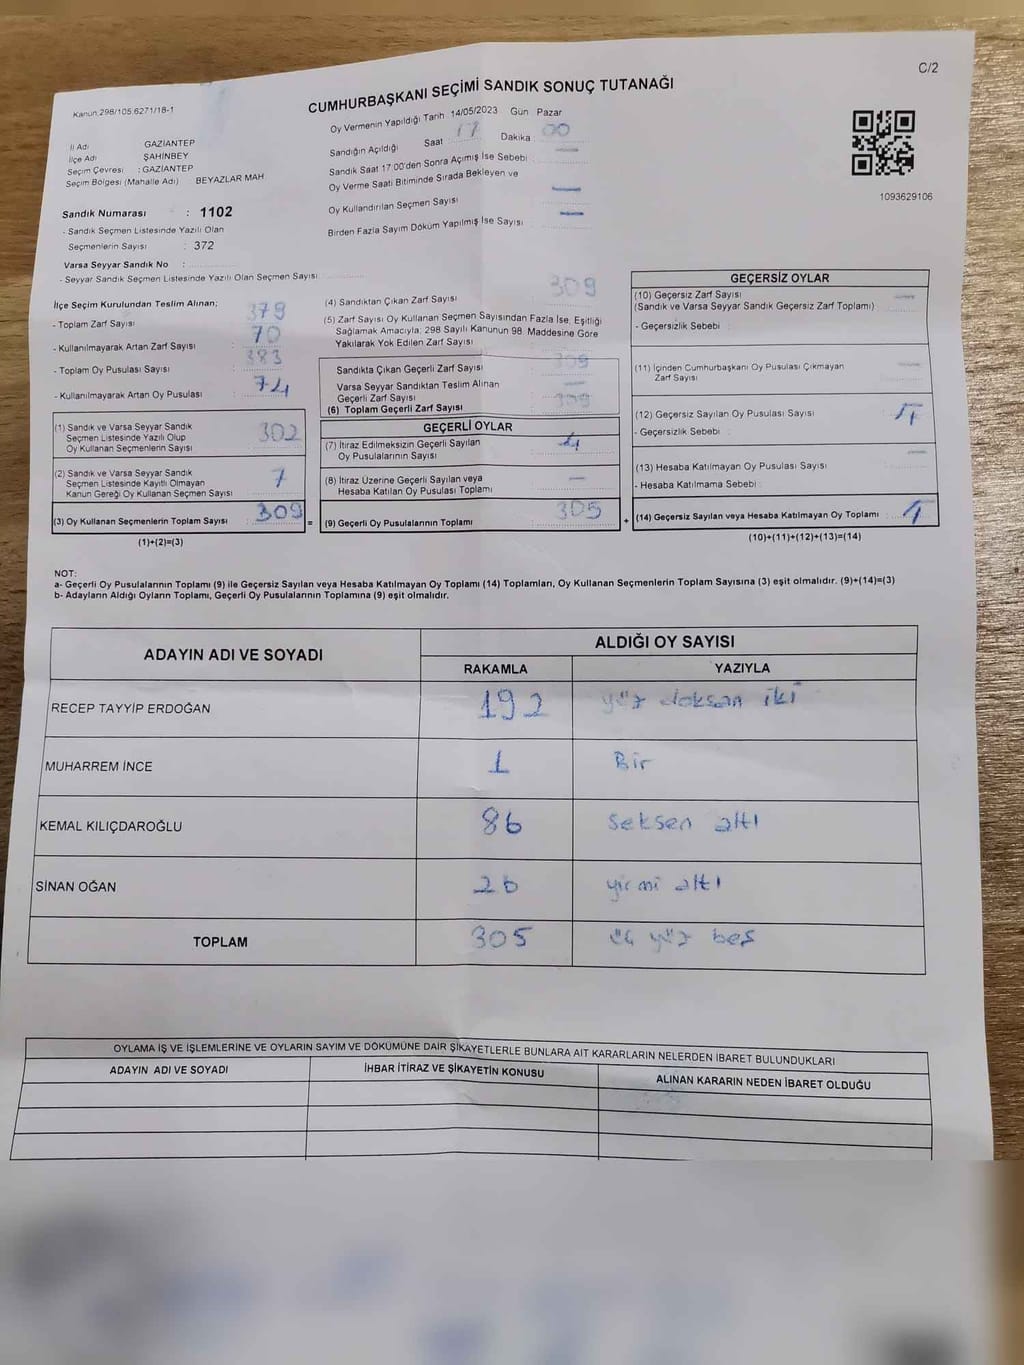 C/2
Kanun.298/105.6271/18-1
CUMHURBAŞKANI SEÇİMİ SANDIK SONUÇ TUTANAĞI
Oy Vermenin Yapıldığı Tarih 14/05/2023 Gün Pazar
Sandığın Açıldığı Saat 17 Dakika 00
Sandık Saat 17:00'den Sonra Açımış İse Sebebi : —
Oy Verme Saati Bitiminde Sırada Bekleyen ve
Oy Kullandırılan Seçmen Sayısı —
Birden Fazla Sayım Döküm Yapılmış İse Sayısı —
1093629106
İl Adı GAZİANTEP
İlçe Adı ŞAHİNBEY
Seçim Çevresi : GAZİANTEP
Seçim Bölgesi (Mahalle Adı) : BEYAZLAR MAH
Sandık Numarası : 1102
- Sandık Seçmen Listesinde Yazılı Olan
Seçmenlerin Sayısı : 372
Varsa Seyyar Sandık No :
- Seyyar Sandık Seçmen Listesinde Yazılı Olan Seçmen Sayısı :
İlçe Seçim Kurulundan Teslim Alınan;
- Toplam Zarf Sayısı : 379
- Kullanılmayarak Artan Zarf Sayısı : 70
- Toplam Oy Pusulası Sayısı : 383
- Kullanılmayarak Artan Oy Pusulası : 74
(1) Sandık ve Varsa Seyyar Sandık
Seçmen Listesinde Yazılı Olup
Oy Kullanan Seçmenlerin Sayısı : 302
(2) Sandık ve Varsa Seyyar Sandık
Seçmen Listesinde Kayıtlı Olmayan
Kanun Gereği Oy Kullanan Seçmen Sayısı : 7
(3) Oy Kullanan Seçmenlerin Toplam Sayısı : 309 =
(1)+(2)=(3)
(4) Sandıktan Çıkan Zarf Sayısı : 309
(5) Zarf Sayısı Oy Kullanan Seçmen Sayısından Fazla İse, Eşitliği
Sağlamak Amacıyla, 298 Sayılı Kanunun 98. Maddesine Göre
Yakılarak Yok Edilen Zarf Sayısı
Sandıkta Çıkan Geçerli Zarf Sayısı : 309
Varsa Seyyar Sandıktan Teslim Alınan
Geçerli Zarf Sayısı : —
(6) Toplam Geçerli Zarf Sayısı : 309
GEÇERLİ OYLAR
(7) İtiraz Edilmeksizin Geçerli Sayılan
Oy Pusulalarının Sayısı : 4
(8) İtiraz Üzerine Geçerli Sayılan veya
Hesaba Katılan Oy Pusulası Toplamı : —
(9) Geçerli Oy Pusulalarının Toplamı : 305 +
GEÇERSİZ OYLAR
(10) Geçersiz Zarf Sayısı
(Sandık ve Varsa Seyyar Sandık Geçersiz Zarf Toplamı) : —
- Geçersizlik Sebebi :
(11) İçinden Cumhurbaşkanı Oy Pusulası Çıkmayan
Zarf Sayısı : —
(12) Geçersiz Sayılan Oy Pusulası Sayısı :
- Geçersizlik Sebebi :
(13) Hesaba Katılmayan Oy Pusulası Sayısı : —
- Hesaba Katılmama Sebebi :
(14) Geçersiz Sayılan veya Hesaba Katılmayan Oy Toplamı :
(10)+(11)+(12)+(13)=(14)
NOT:
a- Geçerli Oy Pusulalarının Toplamı (9) ile Geçersiz Sayılan veya Hesaba Katılmayan Oy Toplamı (14) Toplamları, Oy Kullanan Seçmenlerin Toplam Sayısına (3) eşit olmalıdır. (9)+(14)=(3)
b- Adayların Aldığı Oyların Toplamı, Geçerli Oy Pusulalarının Toplamına (9) eşit olmalıdır.
ADAYIN ADI VE SOYADI ALDIĞI OY SAYISI
RAKAMLA YAZIYLA
RECEP TAYYİP ERDOĞAN 192 yüz doksan iki
MUHARREM İNCE 1 Bir
KEMAL KILIÇDAROĞLU 86 seksen altı
SİNAN OĞAN 26 yirmi altı
TOPLAM 305 üç yüz beş
OYLAMA İŞ VE İŞLEMLERİNE VE OYLARIN SAYIM VE DÖKÜMÜNE DAİR ŞİKAYETLERLE BUNLARA AİT KARARLARIN NELERDEN İBARET BULUNDUKLARI
ADAYIN ADI VE SOYADI İHBAR İTİRAZ VE ŞİKAYETİN KONUSU ALINAN KARARIN NEDEN İBARET OLDUĞU